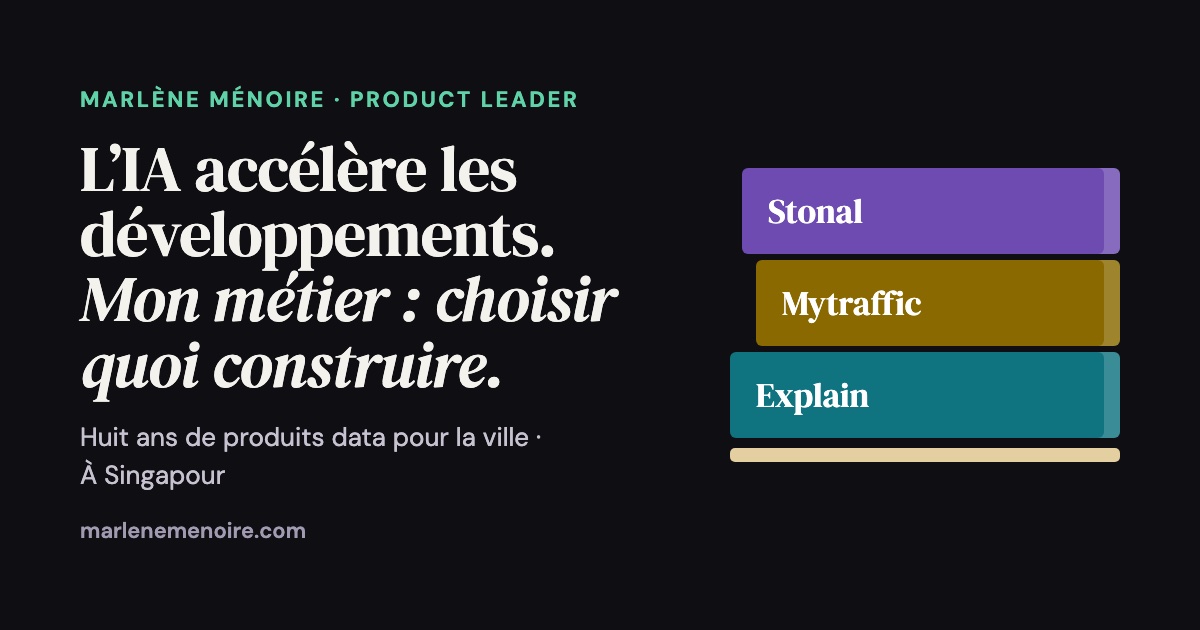 MARLÈNE MÉNOIRE · PRODUCT LEADER
L’IA accélère les
développements.
Mon métier : choisir
quoi construire.
Huit ans de produits data pour la ville ·
À Singapour
marlenemenoire.com
Stonal
Mytraffic
Explain